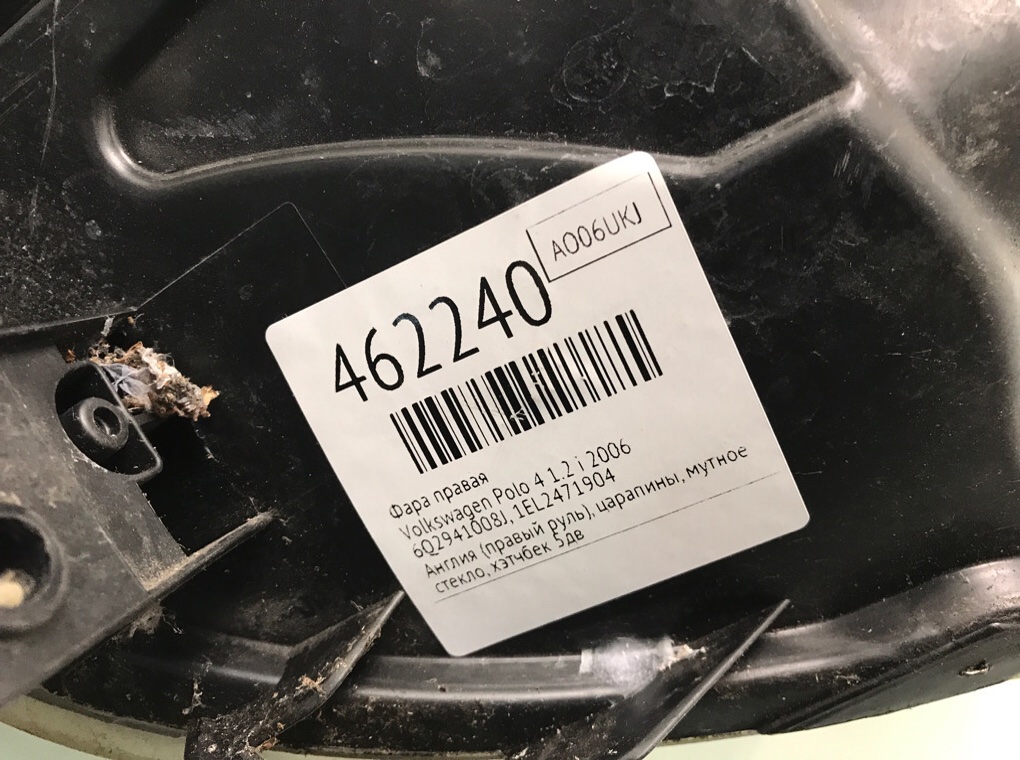 AO06UKJ
462240
Фара правая
Volkswagen Polo 4 1.2 i 2006
6Q2941008J, 1EL2471904
Англия (правый руль), царапины, мутное
стекло, хэтчбек 5дв